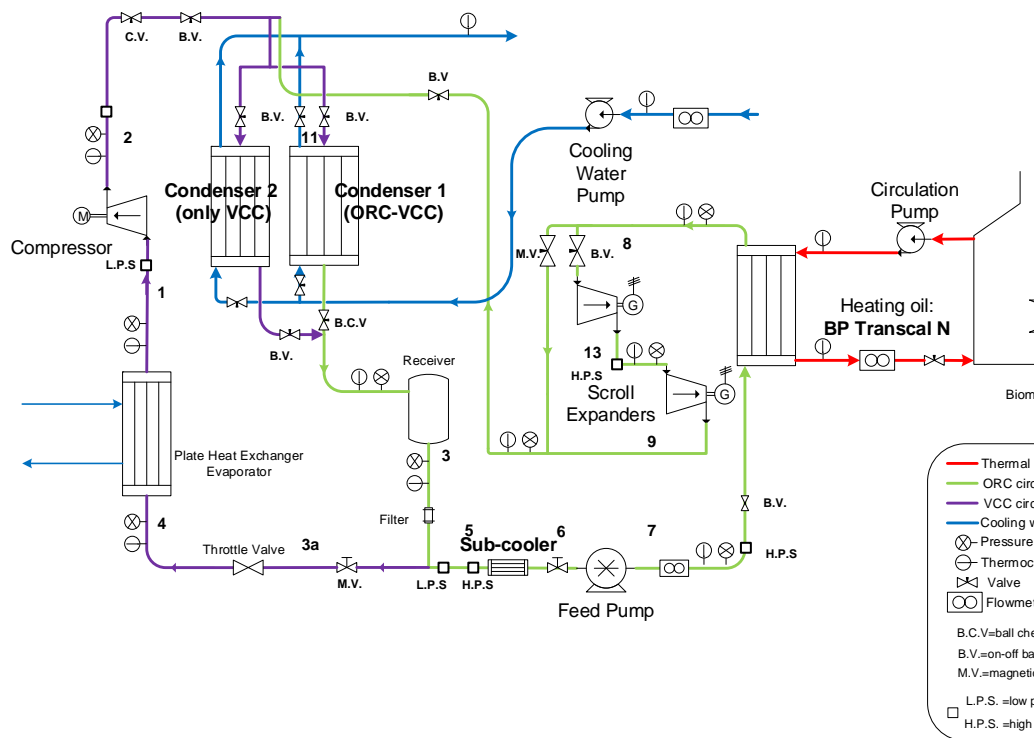 C.V.
B.V.
B.V
2
B.V.
11
B.V.
Condenser 2
(only VCC)
Condenser 1
(ORC-VCC)
Cooling
Water
Pump
Circulation
Pump
M
Compressor
L.P.S
1
8
M.V.
B.V.
G
Heating oil:
BP Transcal N
B.C.V
B.V.
Receiver
13
H.P.S
Scroll
Expanders
G
9
Biom
Plate Heat Exchanger
Evaporator
3
Filter
4
Throttle Valve
3a
M.V.
L.P.S
5
H.P.S
Sub-cooler
6
7
Feed Pump
B.V.
H.P.S
Thermal
ORC circ
VCC circ
Cooling w
Pressure
Thermoc
Valve
Flowmet
B.C.V=ball che
B.V.=on-off ba
M.V.=magnetic
L.P.S. =low p
H.P.S. =high